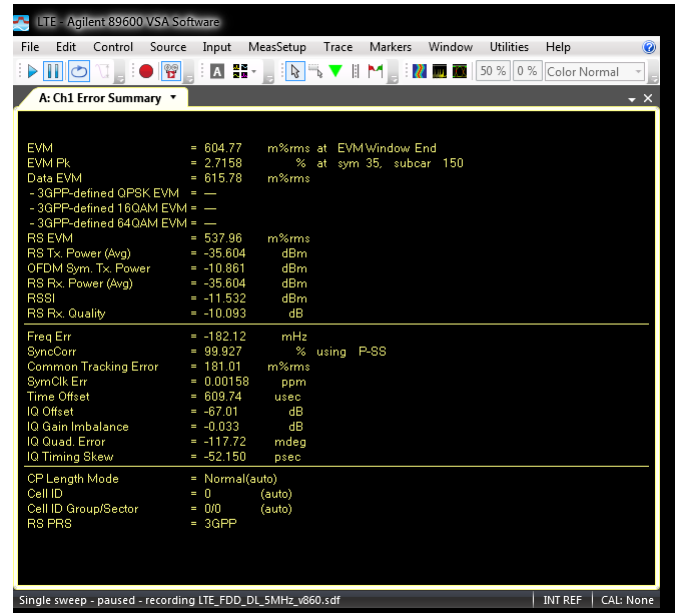 LTE - Agilent 89600 VSA Software
File Edit Control Source Input MeasSetup Trace Markers Window Utilities Help
A 50 % 0 % Color Normal
A: Ch1 Error Summary
EVM = 604.77 m%rms at EVMWindow End
EVM Pk = 2.7158 % at sym 35, subcar 150
Data EVM = 615.78 m%rms
- 3GPP-defined QPSK EVM = —
- 3GPP-defined 16QAM EVM = —
- 3GPP-defined 64QAM EVM = —
RS EVM = 537.96 m%rms
RS Tx. Power (Avg) = -35.604 dBm
OFDM Sym. Tx. Power = -10.861 dBm
RS Rx. Power (Avg) = -35.604 dBm
RSSI = -11.532 dBm
RS Rx. Quality = -10.093 dB
Freq Err = -182.12 mHz
SyncCorr = 99.927 % using P-SS
Common Tracking Error = 181.01 m%rms
SymClk Err = 0.00158 ppm
Time Offset = 609.74 usec
IQ Offset = -67.01 dB
IQ Gain Imbalance = -0.033 dB
IQ Quad. Error = -117.72 mdeg
IQ Timing Skew = -52.150 psec
CP Length Mode = Normal(auto)
Cell ID = 0 (auto)
Cell ID Group/Sector = 0/0 (auto)
RS PRS = 3GPP
Single sweep - paused - recording LTE_FDD_DL_5MHz_v860.sdf INT REF CAL: None